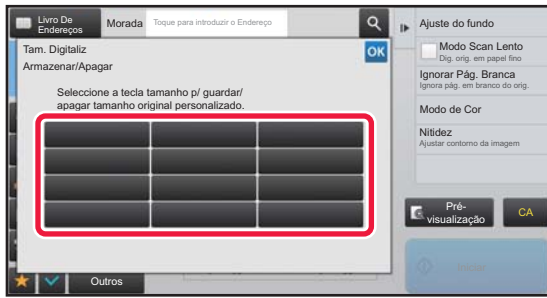 Livro De
Endereços
Morada
Toque para introduzir o Endereço
Tam. Digitaliz
OK
Armazenar/Apagar
Seleccione a tecla tamanho p/ guardar/
apagar tamanho original personalizado.
Outros
Ajuste do fundo
Modo Scan Lento
Dig. orig. em papel fino
Ignorar Pág. Branca
Ignora pág. em branco do orig.
Modo de Cor
Nitidez
Ajustar contorno da imagem
Pré-
visualização
CA